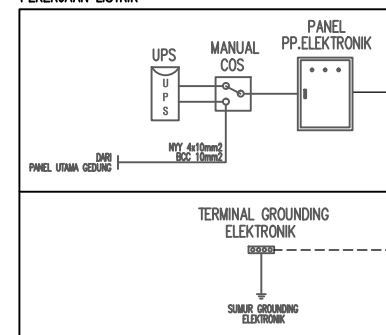 PEKERJAAN LISTRIK
UPS
MANUAL
COS
PANEL
PP.ELEKTRONIK
U
P
S
NYY 4x10mm2
BCC 10mm2
DARI
PANEL UTAMA GEDUNG
TERMINAL GROUNDING
ELEKTRONIK
SUMUR GROUNDING
ELEKTRONIK